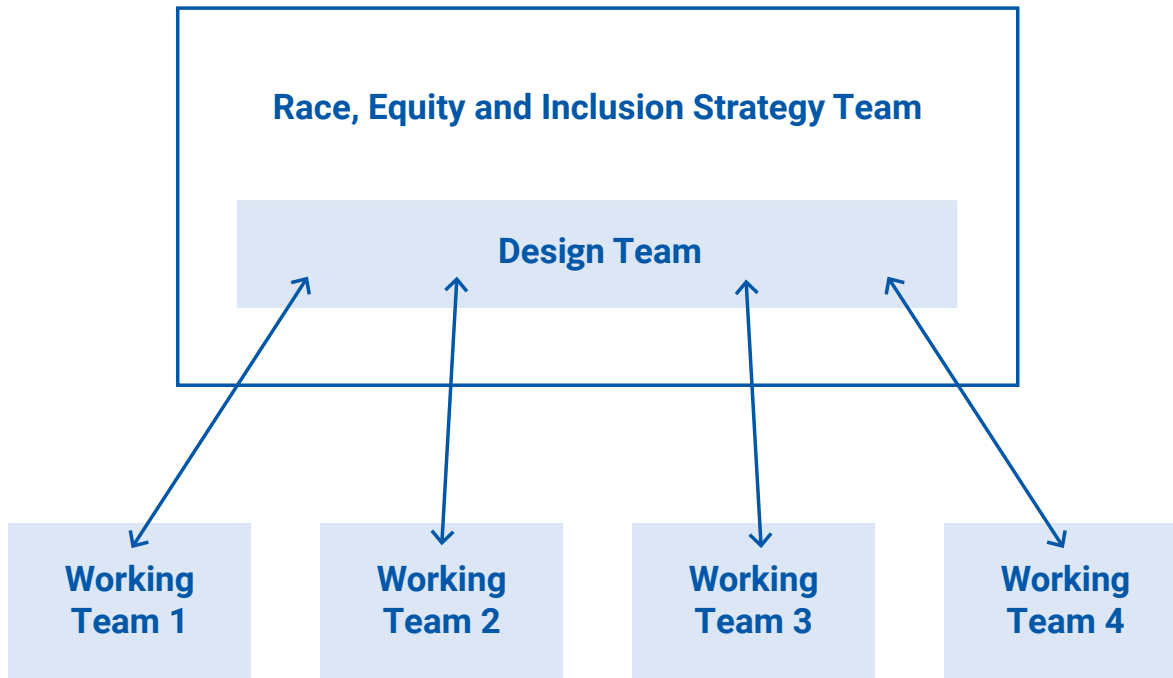 Race, Equity and Inclusion Strategy Team
Design Team
Working
Team 1
Working
Team 2
Working
Team 3
Working
Team 4